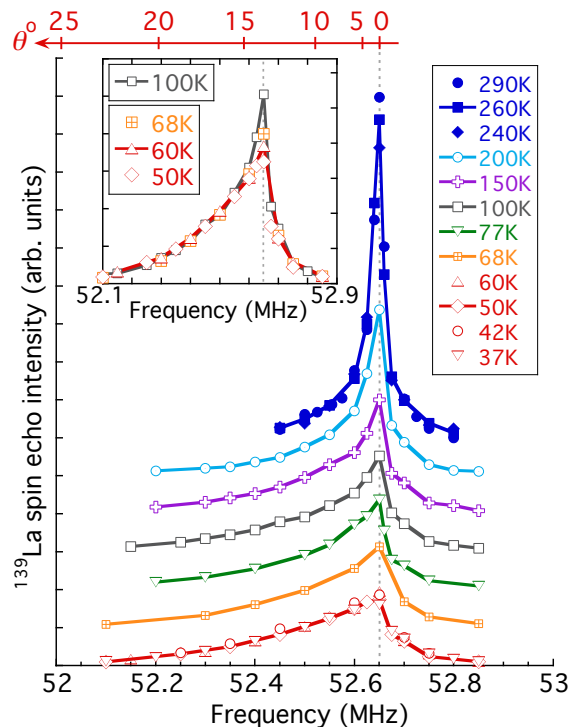 θ° 25 20 15 10 5 0
100K
68K
60K
50K
52.1 52.9
Frequency (MHz)
290K
260K
240K
200K
150K
100K
77K
68K
60K
50K
42K
37K
¹³⁹La spin echo intensity (arb. units)
52 52.2 52.4 52.6 52.8 53
Frequency (MHz)